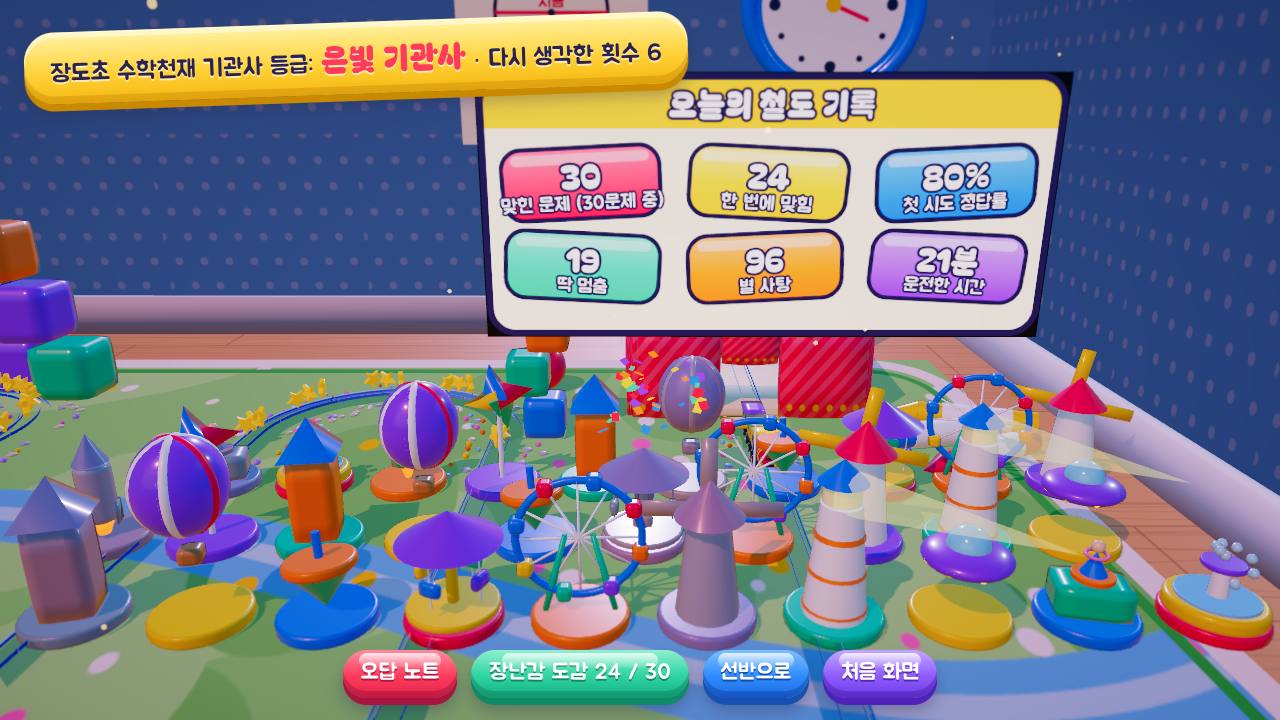 장도초 수학천재 기관사 등급: 은빛 기관사 · 다시 생각한 횟수 6
오늘의 철도 기록
30
맞힌 문제 (30문제 중)
24
한 번에 맞힘
80%
첫 시도 정답률
19
딱 멈춤
96
별 사탕
21분
운전한 시간
오답 노트
장난감 도감 24 / 30
선반으로
처음 화면